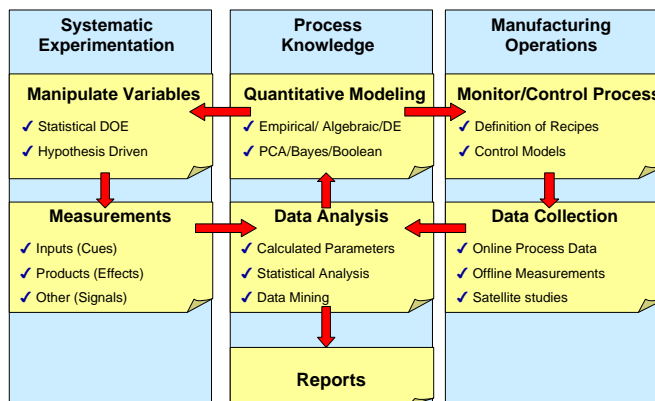 Systematic
Experimentation
Process
Knowledge
Manufacturing
Operations
Manipulate Variables
✓ Statistical DOE
✓ Hypothesis Driven
Quantitative Modeling
✓ Empirical/ Algebraic/DE
✓ PCA/Bayes/Boolean
Monitor/Control Process
✓ Definition of Recipes
✓ Control Models
Measurements
✓ Inputs (Cues)
✓ Products (Effects)
✓ Other (Signals)
Data Analysis
✓ Calculated Parameters
✓ Statistical Analysis
✓ Data Mining
Data Collection
✓ Online Process Data
✓ Offline Measurements
✓ Satellite studies
Reports